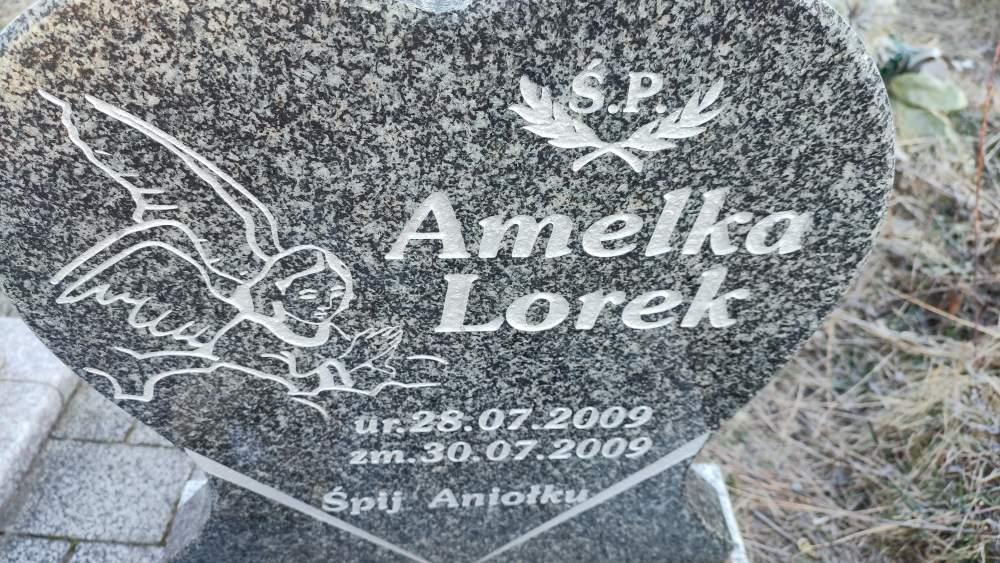 Ś.P.
Amelka
Lorek
ur.28.07.2009
zm.30.07.2009
Śpij Aniołku